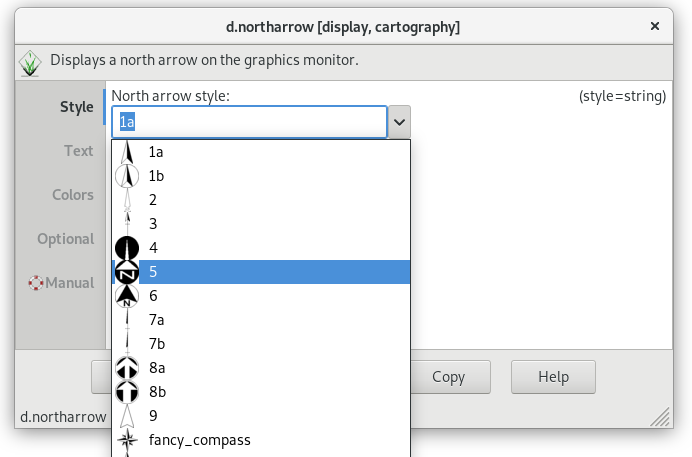 d.northarrow [display, cartography]
Displays a north arrow on the graphics monitor.
Style
Text
Colors
Optional
Manual
North arrow style: (style=string)
1a
1a
1b
2
3
4
5
6
7a
7b
8a
8b
9
fancy_compass
Copy
Help
d.northarrow